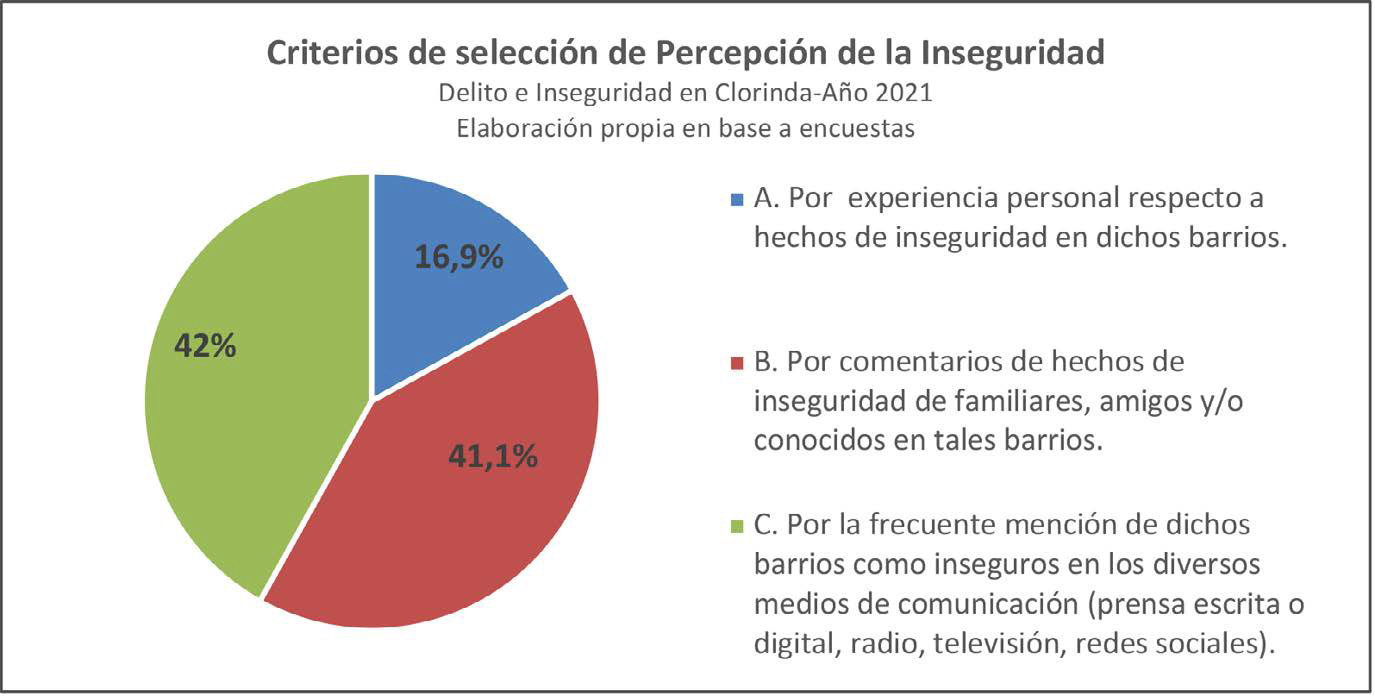 Criterios de selección de Percepción de la Inseguridad
Delito e Inseguridad en Clorinda-Año 2021
Elaboración propia en base a encuestas
16,9%
42%
41,1%
A. Por experiencia personal respecto a
hechos de inseguridad en dichos barrios.
B. Por comentarios de hechos de
inseguridad de familiares, amigos y/o
conocidos en tales barrios.
C. Por la frecuente mención de dichos
barrios como inseguros en los diversos
medios de comunicación (prensa escrita o
digital, radio, televisión, redes sociales).